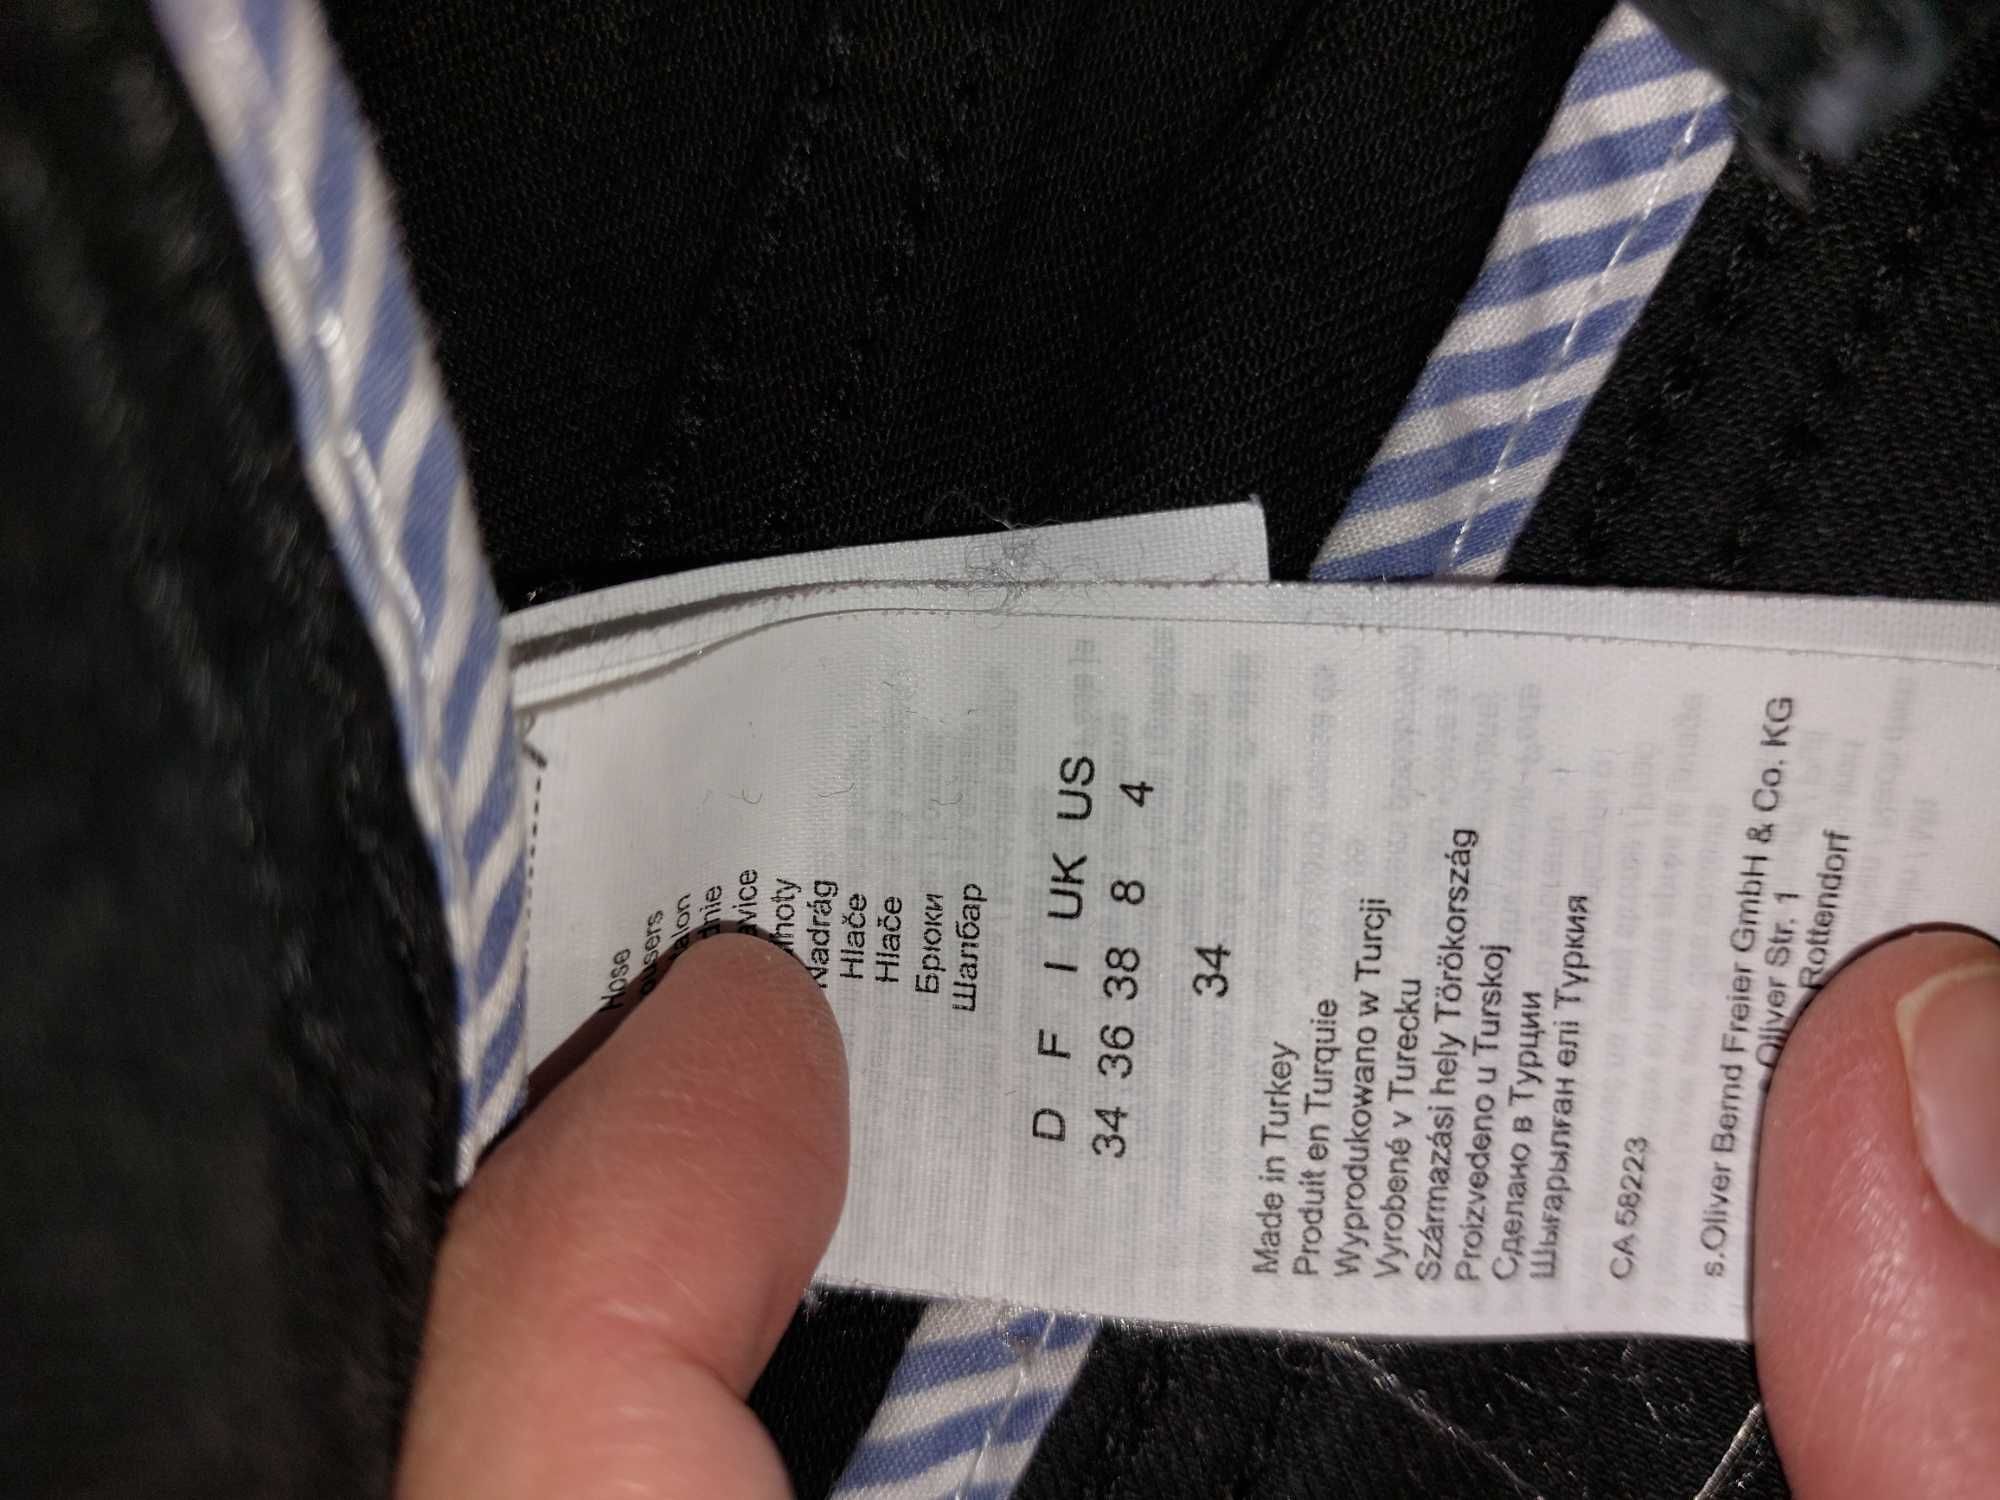 Hose
Nadrág
Hlače
Hlače
Брюки
Шалбар
D F I UK US
34 36 38 8 4
34
Made in Turkey
Produit en Turquie
Wyprodukowano w Turcji
Vyrobené v Turecku
Származási hely Törökország
Proizvedeno u Turskoj
Сделано в Турции
Шығарылған елі Туркия
CA 58223
s.Oliver Bernd Freier GmbH & Co. KG
s.Oliver Str. 1
Rottendorf